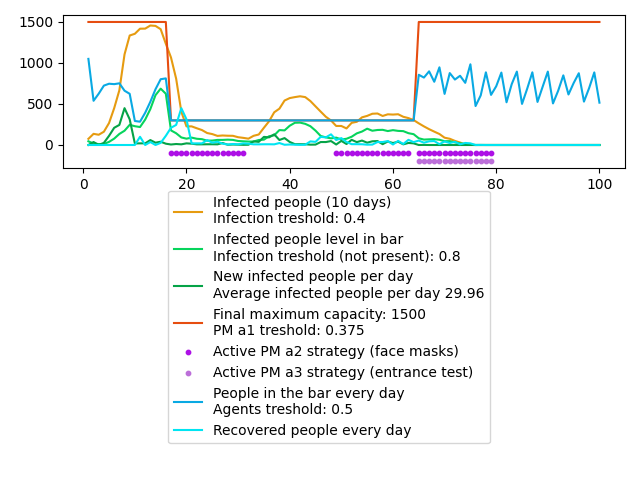 1500
1000
500
0
0 20 40 60 80 100
Infected people (10 days)
Infection treshold: 0.4
Infected people level in bar
Infection treshold (not present): 0.8
New infected people per day
Average infected people per day 29.96
Final maximum capacity: 1500
PM a1 treshold: 0.375
Active PM a2 strategy (face masks)
Active PM a3 strategy (entrance test)
People in the bar every day
Agents treshold: 0.5
Recovered people every day